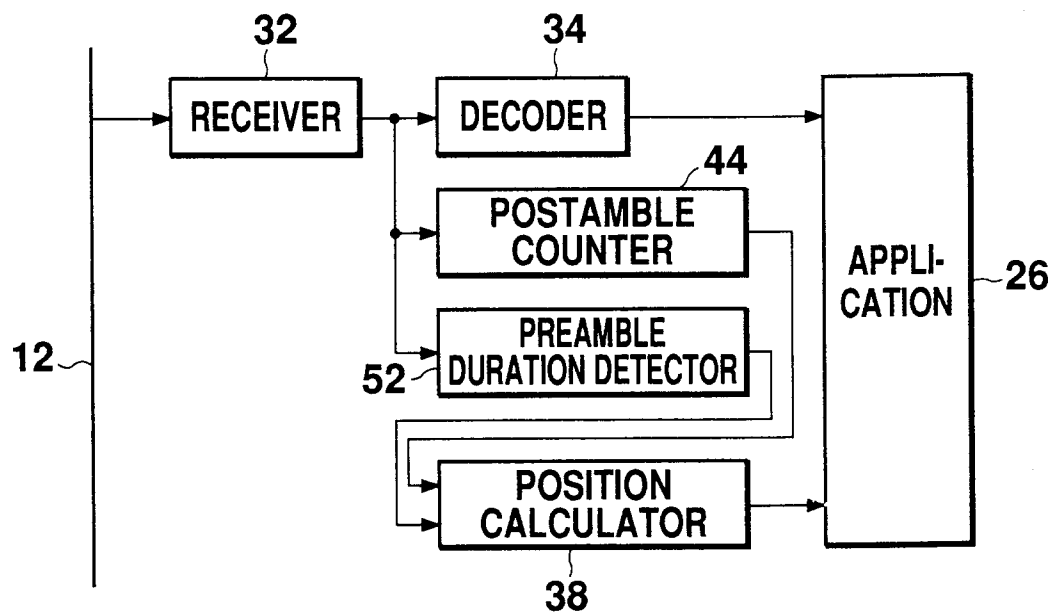 32
34
RECEIVER
DECODER
44
POSTAMBLE
COUNTER
APPLI-
CATION
26
12
PREAMBLE
DURATION DETECTOR
52
POSITION
CALCULATOR
38